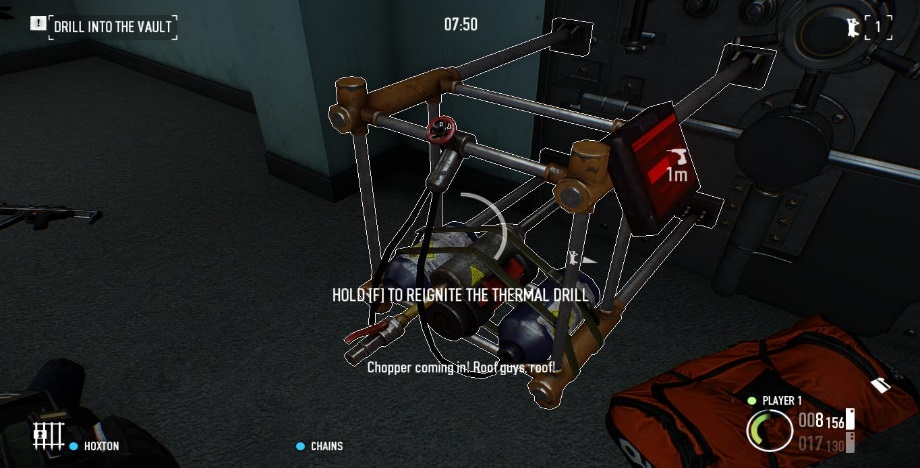 DRILL INTO THE VAULT
07:50
1
1m
HOLD [F] TO REIGNITE THE THERMAL DRILL
Chopper coming in! Roof guys, roof!
PLAYER 1
008 156
017 130
HOXTON
CHAINS